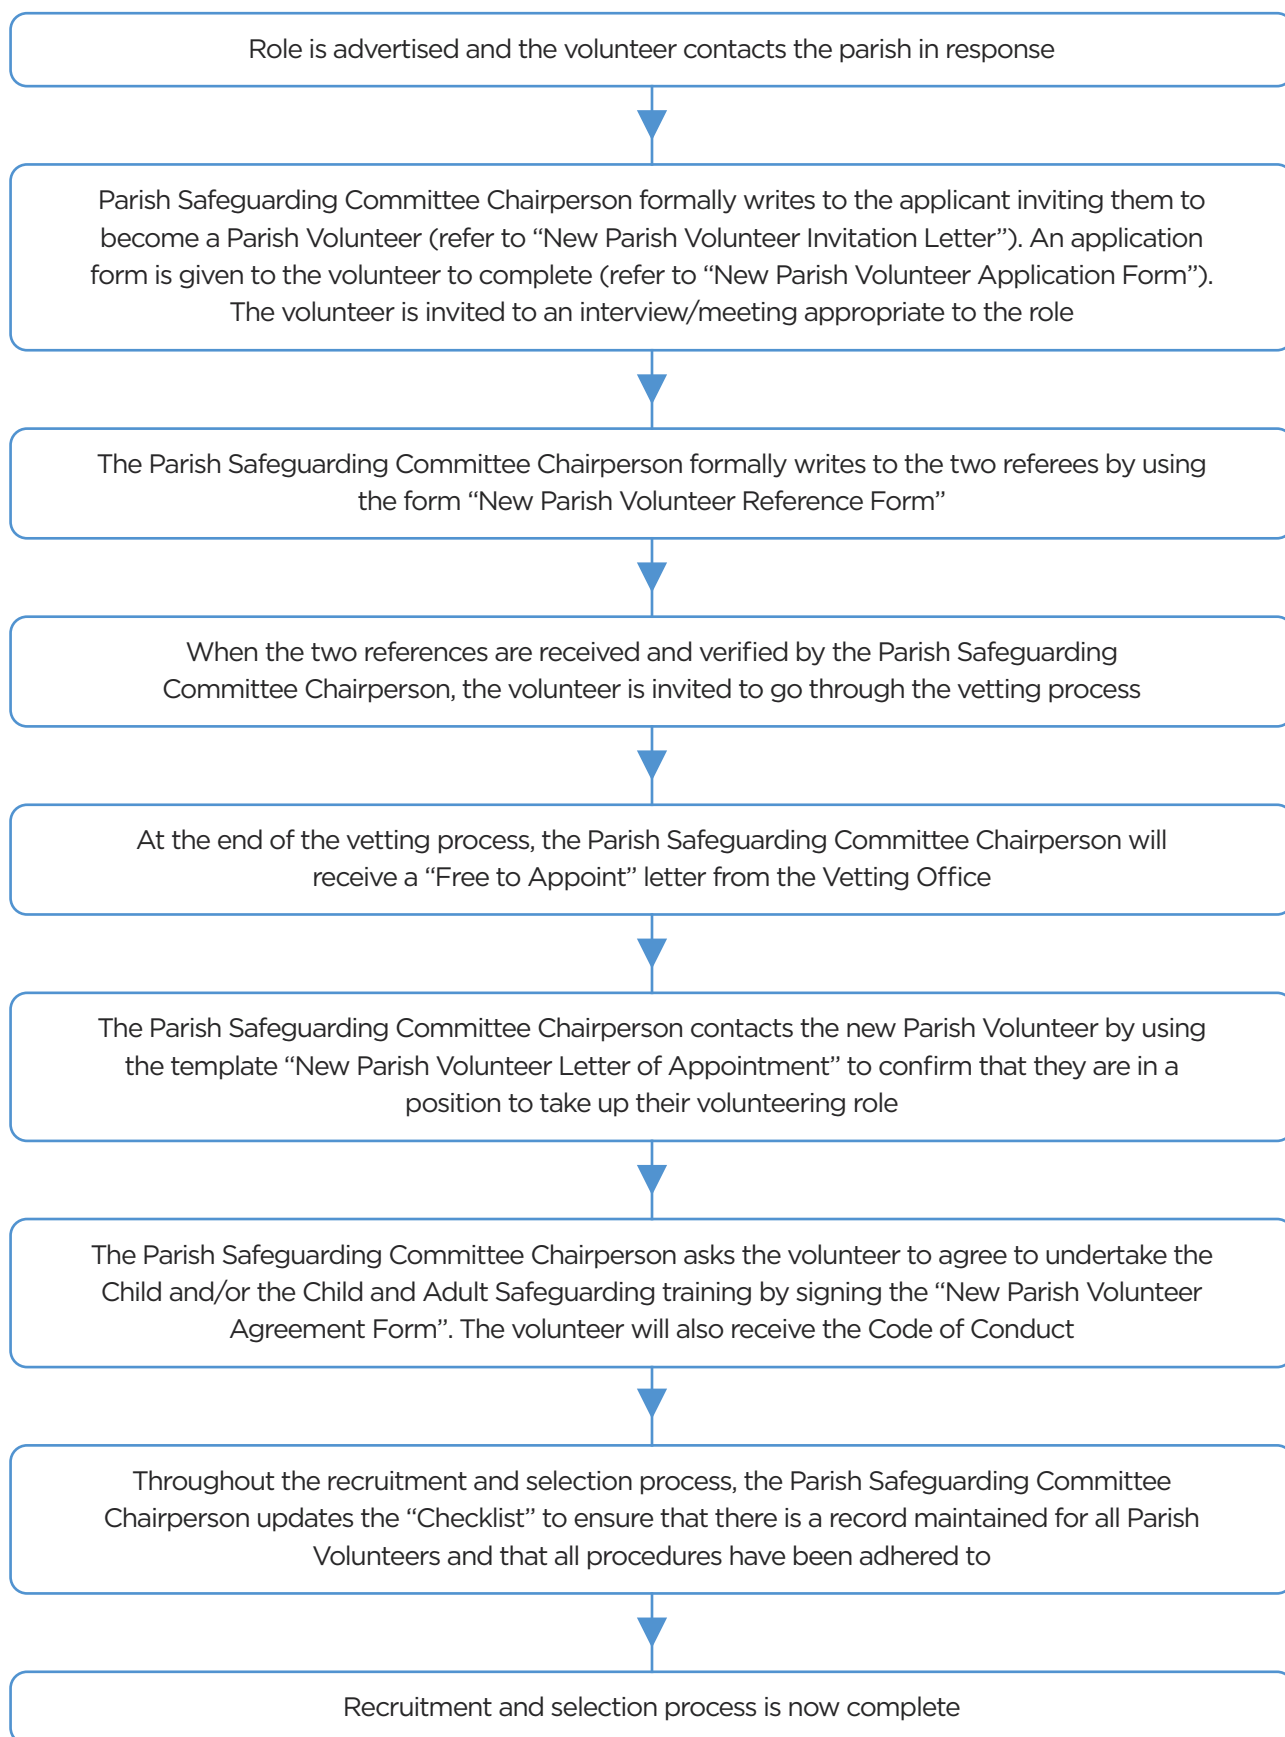 Role is advertised and the volunteer contacts the parish in response
Parish Safeguarding Committee Chairperson formally writes to the applicant inviting them to
become a Parish Volunteer (refer to “New Parish Volunteer Invitation Letter”). An application
form is given to the volunteer to complete (refer to “New Parish Volunteer Application Form”).
The volunteer is invited to an interview/meeting appropriate to the role
The Parish Safeguarding Committee Chairperson formally writes to the two referees by using
the form “New Parish Volunteer Reference Form”
When the two references are received and verified by the Parish Safeguarding
Committee Chairperson, the volunteer is invited to go through the vetting process
At the end of the vetting process, the Parish Safeguarding Committee Chairperson will
receive a “Free to Appoint” letter from the Vetting Office
The Parish Safeguarding Committee Chairperson contacts the new Parish Volunteer by using
the template “New Parish Volunteer Letter of Appointment” to confirm that they are in a
position to take up their volunteering role
The Parish Safeguarding Committee Chairperson asks the volunteer to agree to undertake the
Child and/or the Child and Adult Safeguarding training by signing the “New Parish Volunteer
Agreement Form”. The volunteer will also receive the Code of Conduct
Throughout the recruitment and selection process, the Parish Safeguarding Committee
Chairperson updates the “Checklist” to ensure that there is a record maintained for all Parish
Volunteers and that all procedures have been adhered to
Recruitment and selection process is now complete